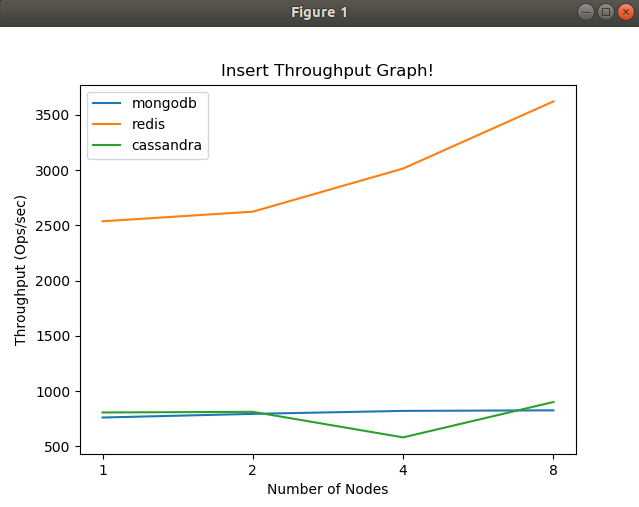 Figure 1
Insert Throughput Graph!
mongodb
redis
cassandra
3500
3000
2500
2000
1500
1000
500
Throughput (Ops/sec)
1 2 4 8
Number of Nodes